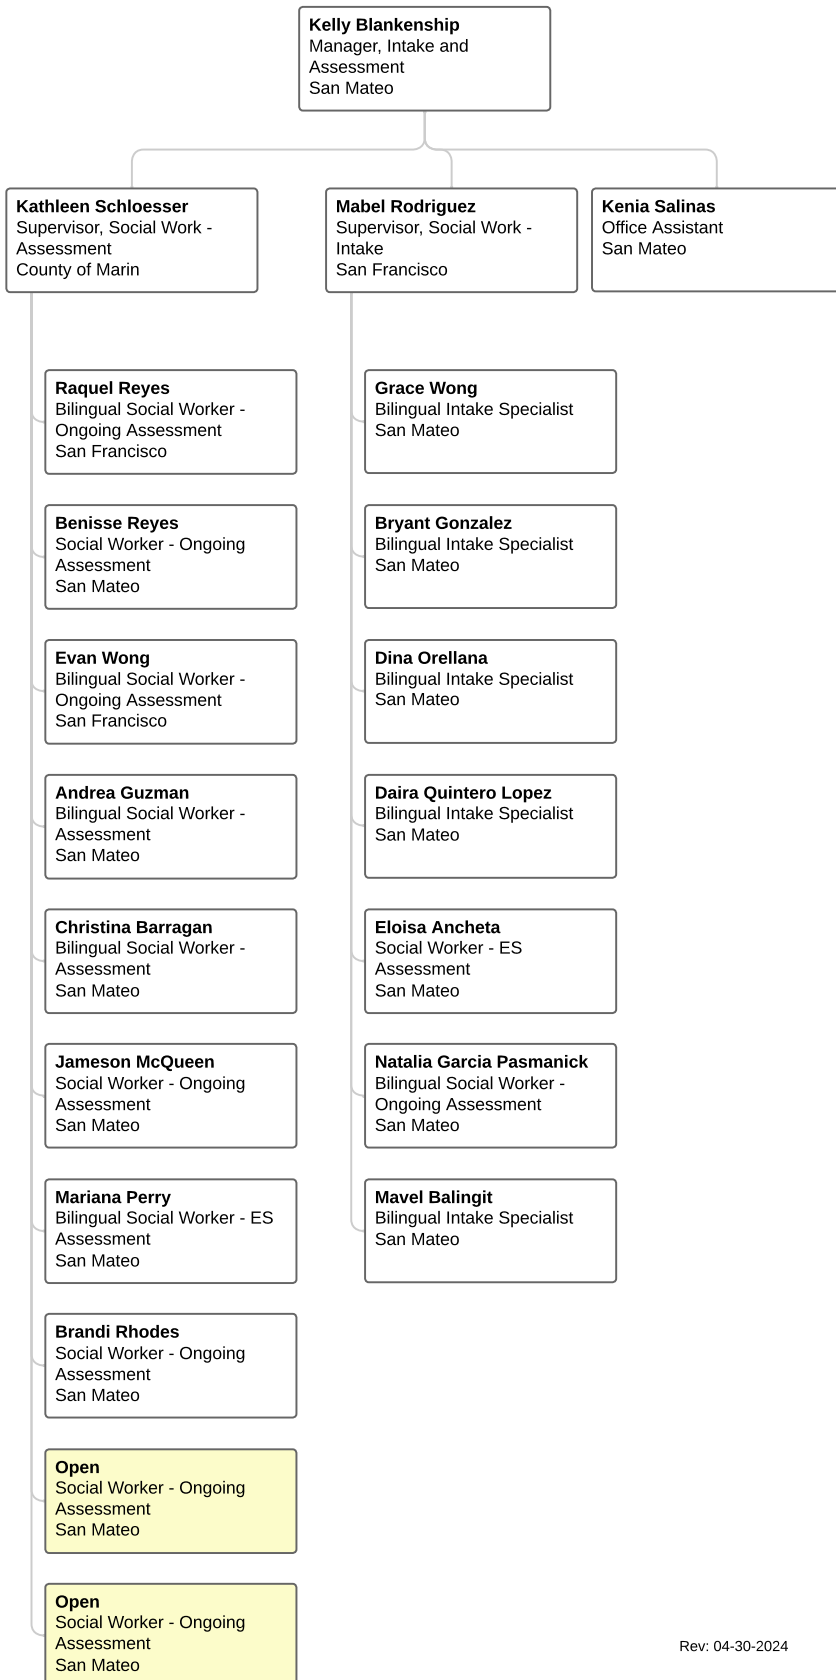 Kelly Blankenship
Manager, Intake and
Assessment
San Mateo
Kathleen Schloesser
Supervisor, Social Work -
Assessment
County of Marin
Mabel Rodriguez
Supervisor, Social Work -
Intake
San Francisco
Kenia Salinas
Office Assistant
San Mateo
Raquel Reyes
Bilingual Social Worker -
Ongoing Assessment
San Francisco
Benisse Reyes
Social Worker - Ongoing
Assessment
San Mateo
Evan Wong
Bilingual Social Worker -
Ongoing Assessment
San Francisco
Andrea Guzman
Bilingual Social Worker -
Assessment
San Mateo
Christina Barragan
Bilingual Social Worker -
Assessment
San Mateo
Jameson McQueen
Social Worker - Ongoing
Assessment
San Mateo
Mariana Perry
Bilingual Social Worker - ES
Assessment
San Mateo
Brandi Rhodes
Social Worker - Ongoing
Assessment
San Mateo
Open
Social Worker - Ongoing
Assessment
San Mateo
Open
Social Worker - Ongoing
Assessment
San Mateo
Grace Wong
Bilingual Intake Specialist
San Mateo
Bryant Gonzalez
Bilingual Intake Specialist
San Mateo
Dina Orellana
Bilingual Intake Specialist
San Mateo
Daira Quintero Lopez
Bilingual Intake Specialist
San Mateo
Eloisa Ancheta
Social Worker - ES
Assessment
San Mateo
Natalia Garcia Pasmanick
Bilingual Social Worker -
Ongoing Assessment
San Mateo
Mavel Balingit
Bilingual Intake Specialist
San Mateo
Rev: 04-30-2024